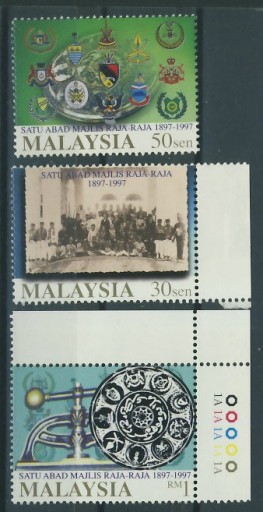 SATU ABAD MAJLIS RAJA-RAJA 1897-1997
MALAYSIA 50sen
SATU ABAD MAJLIS RAJA-RAJA
1897-1997
MALAYSIA 30sen
SATU ABAD MAJLIS RAJA-RAJA 1897-1997
MALAYSIA RM1
1A 1A 1A 1A 1A